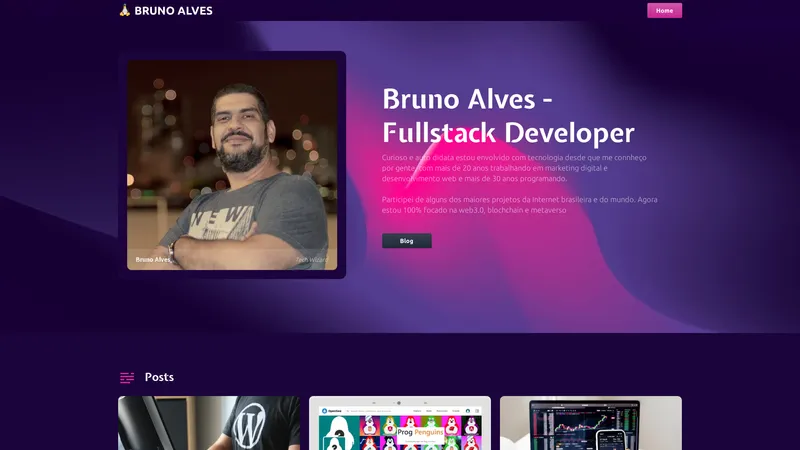 🙏🏻 BRUNO ALVES
Home
Bruno Alves -
Fullstack Developer
Curioso e auto didata estou envolvido com tecnologia desde que me connheço
por gente, com mais de 20 anos trabalhando em marketing digital e
desenvolvimento web e mais de 30 anos programando.
Participei de alguns dos maiores projetos da Internet brasileira e do mundo. Agora
estou 100% focado na web3.0, blochchain e metaverso
Blog
NEW
Bruno Alves
Tech Wizard
Posts
Prog Penguins